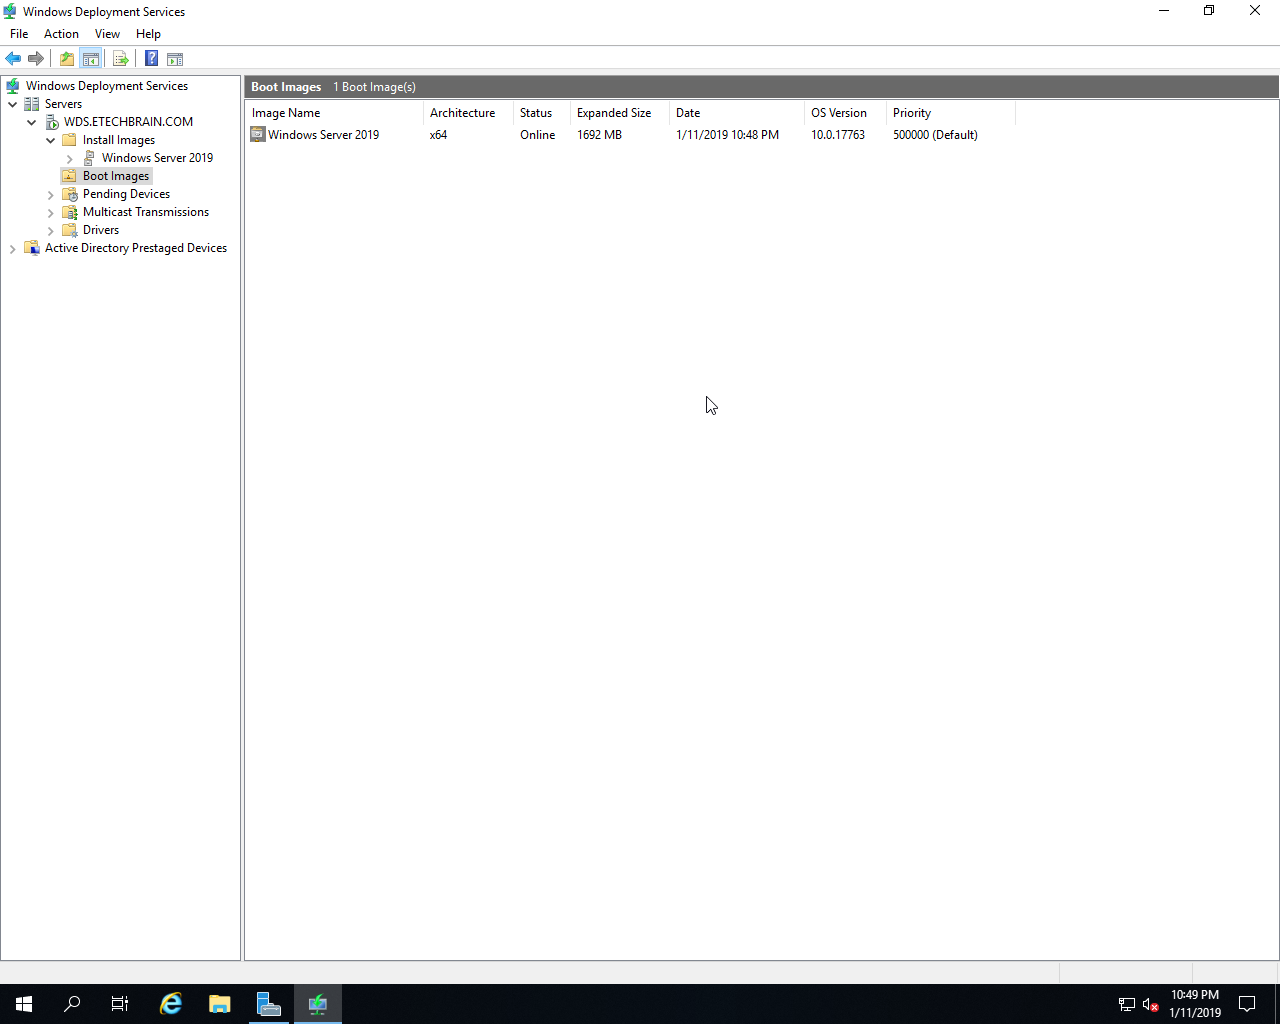 Windows Deployment Services
File Action View Help
Windows Deployment Services
Servers
WDS.ETECHBRAIN.COM
Install Images
Windows Server 2019
Boot Images
Pending Devices
Multicast Transmissions
Drivers
Active Directory Prestaged Devices
Boot Images 1 Boot Image(s)
Image Name Architecture Status Expanded Size Date OS Version Priority
Windows Server 2019 x64 Online 1692 MB 1/11/2019 10:48 PM 10.0.17763 500000 (Default)
10:49 PM
1/11/2019